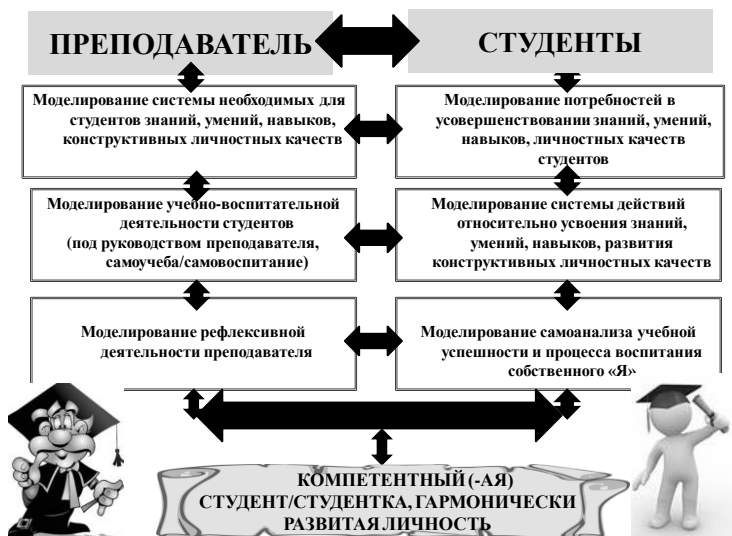 ПРЕПОДАВАТЕЛЬ
СТУДЕНТЫ
Моделирование системы необходимых для
студентов знаний, умений, навыков,
конструктивных личностных качеств
Моделирование потребностей в
усовершенствовании знаний, умений,
навыков, личностных качеств
студентов
Моделирование учебно-воспитательной
деятельности студентов
(под руководством преподавателя,
самоучеба/самовоспитание)
Моделирование системы действий
относительно усвоения знаний,
умений, навыков, развития
конструктивных личностных качеств
Моделирование рефлексивной
деятельности преподавателя
Моделирование самоанализа учебной
успешности и процесса воспитания
собственного «Я»
КОМПЕТЕНТНЫЙ (-АЯ)
СТУДЕНТ/СТУДЕНТКА, ГАРМОНИЧЕСКИ
РАЗВИТАЯ ЛИЧНОСТЬ